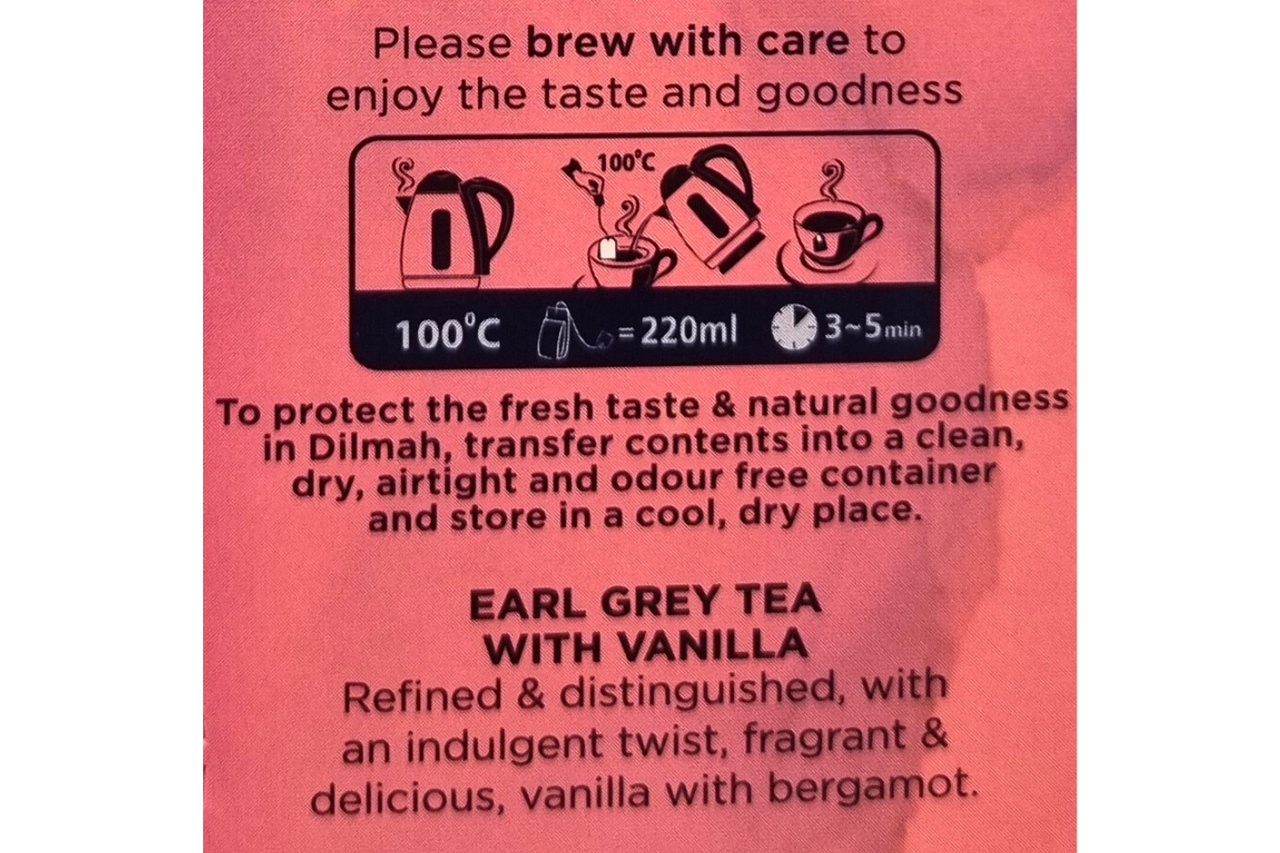 Please brew with care to
enjoy the taste and goodness
100°C
100°C = 220ml 3~5min
To protect the fresh taste & natural goodness
in Dilmah, transfer contents into a clean,
dry, airtight and odour free container
and store in a cool, dry place.
EARL GREY TEA
WITH VANILLA
Refined & distinguished, with
an indulgent twist, fragrant &
delicious, vanilla with bergamot.